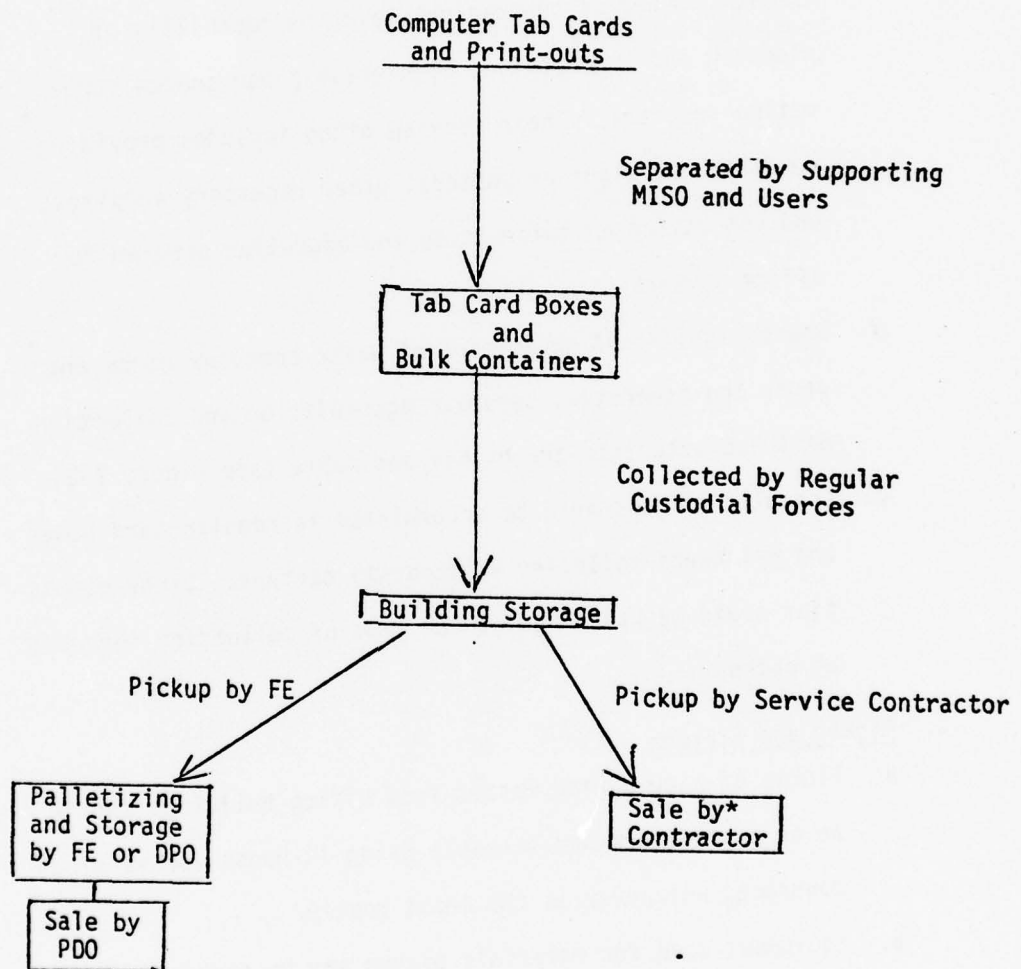 Computer Tab Cards
and Print-outs
Separated by Supporting
MISO and Users
Tab Card Boxes
and
Bulk Containers
Collected by Regular
Custodial Forces
Building Storage
Pickup by FE
Pickup by Service Contractor
Palletizing
and Storage
by FE or DPO
Sale by*
Contractor
Sale by
PDO